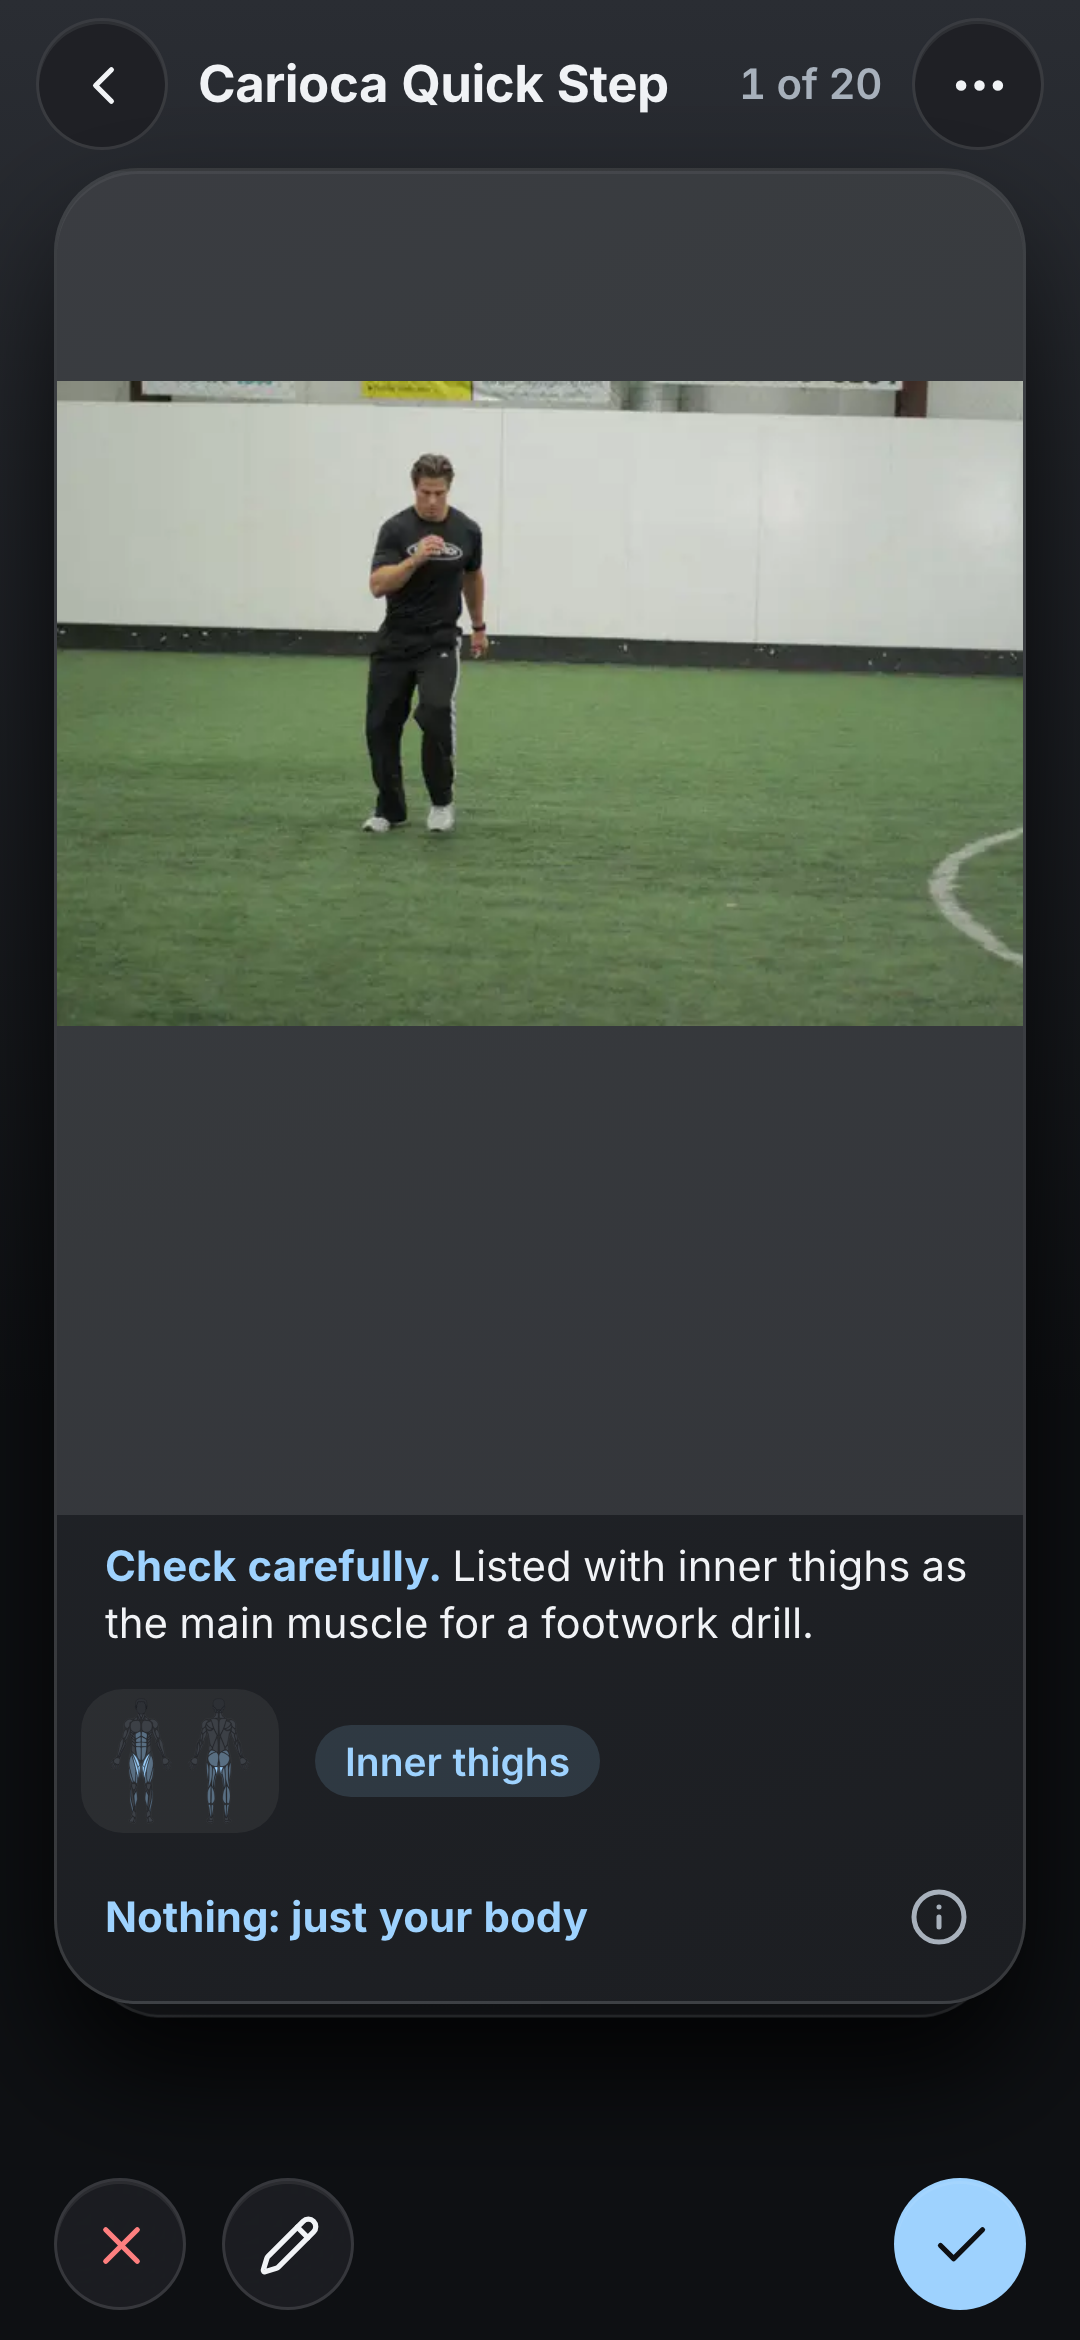 Carioca Quick Step
1 of 20
Check carefully. Listed with inner thighs as
the main muscle for a footwork drill.
Inner thighs
Nothing: just your body